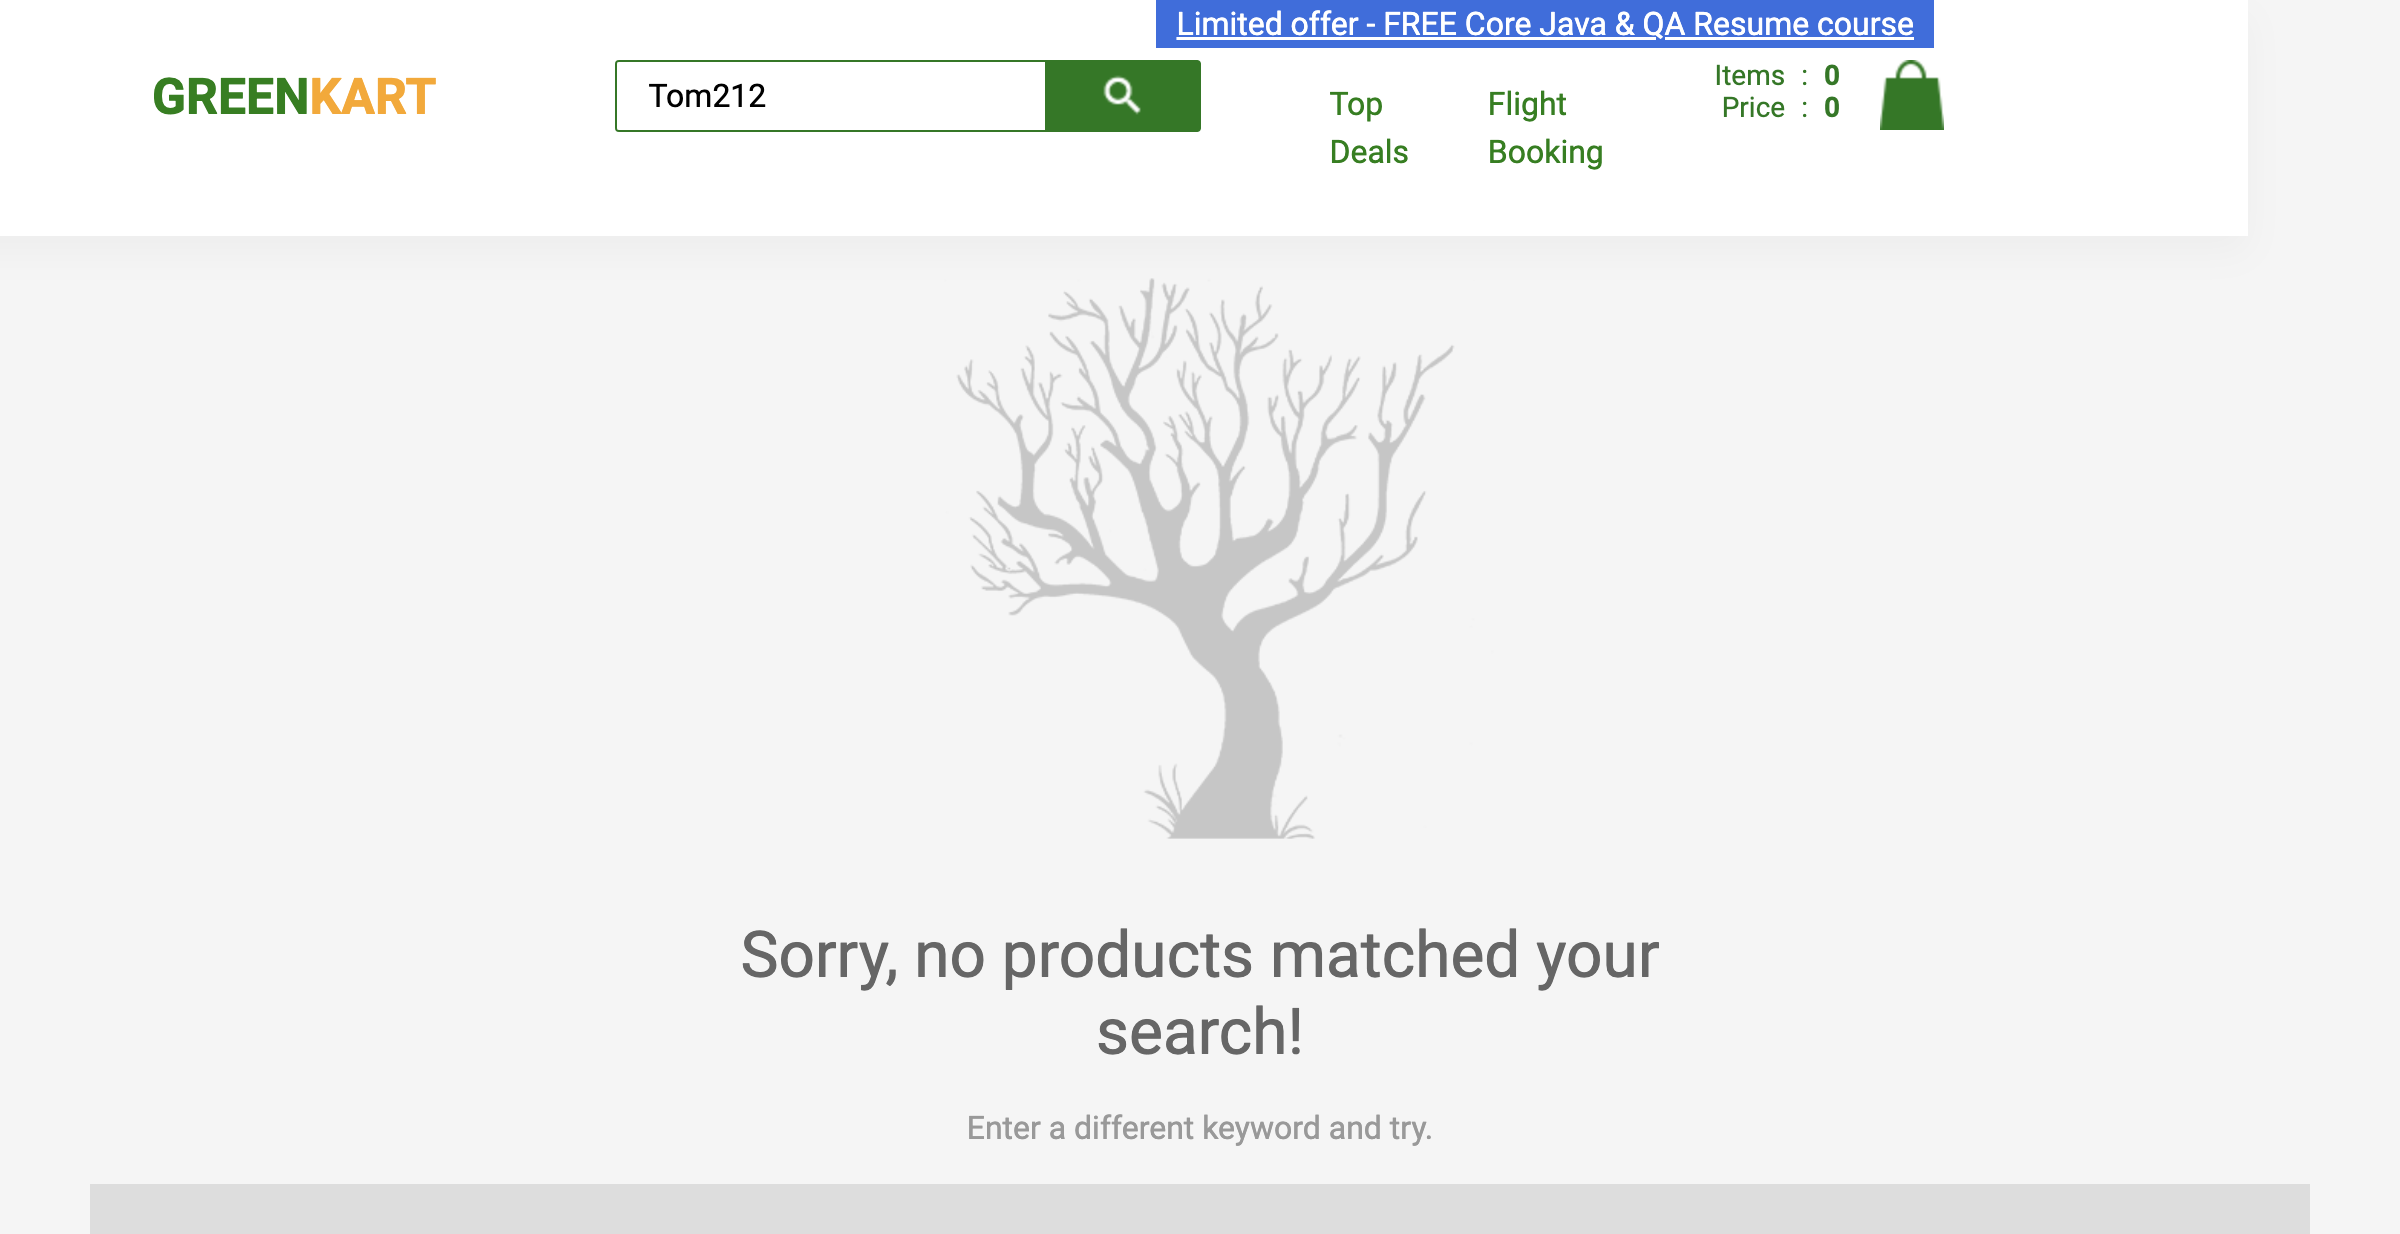 Limited offer - FREE Core Java & QA Resume course
GREENKART
Tom212
Top
Deals
Flight
Booking
Items : 0
Price : 0
Sorry, no products matched your
search!
Enter a different keyword and try.